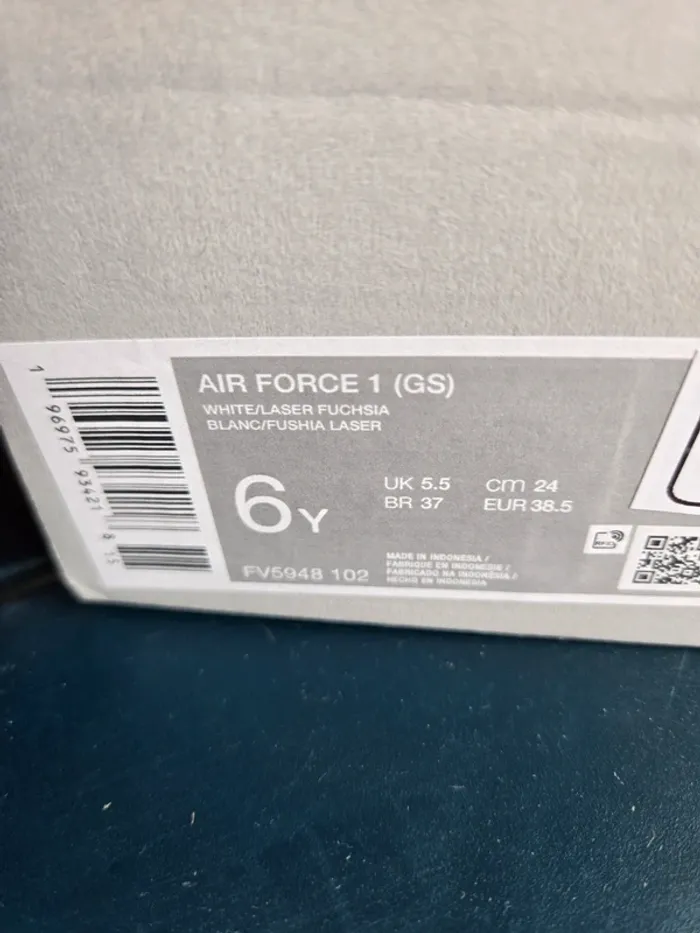 AIR FORCE 1 (GS)
WHITE/LASER FUCHSIA
BLANC/FUSHIA LASER
6Y
UK 5.5 cm 24
BR 37 EUR 38.5
FV5948 102
MADE IN INDONESIA /
FABRIQUE EN INDONESIE /
FABRICADO NA INDONÉSIA /
HECHO EN INDONESIA
RFID
1 96975 93421 8 15